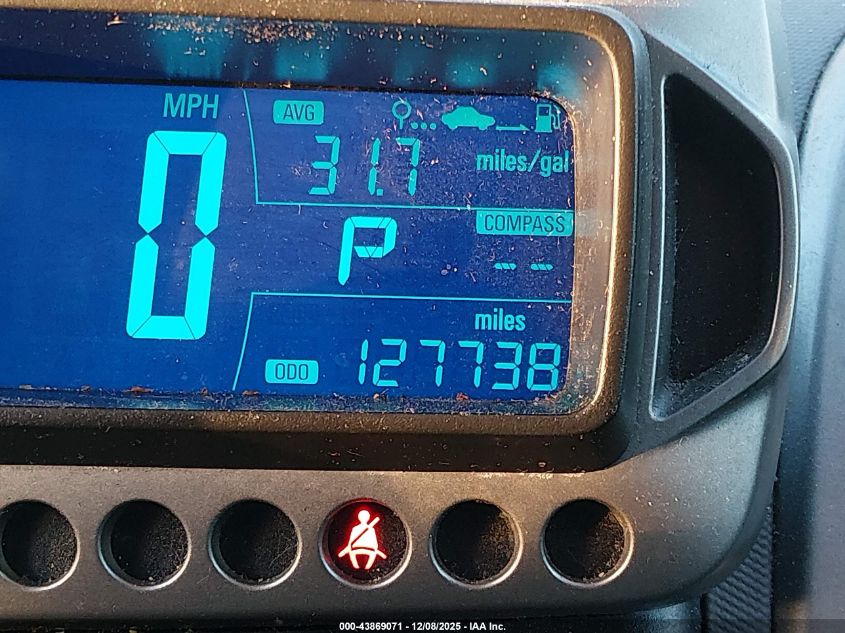 MPH
AVG
31.7 miles/gal
0
P
COMPASS
-- --
miles
ODO 127738
000-43869071 - 12/08/2025 - IAA Inc.